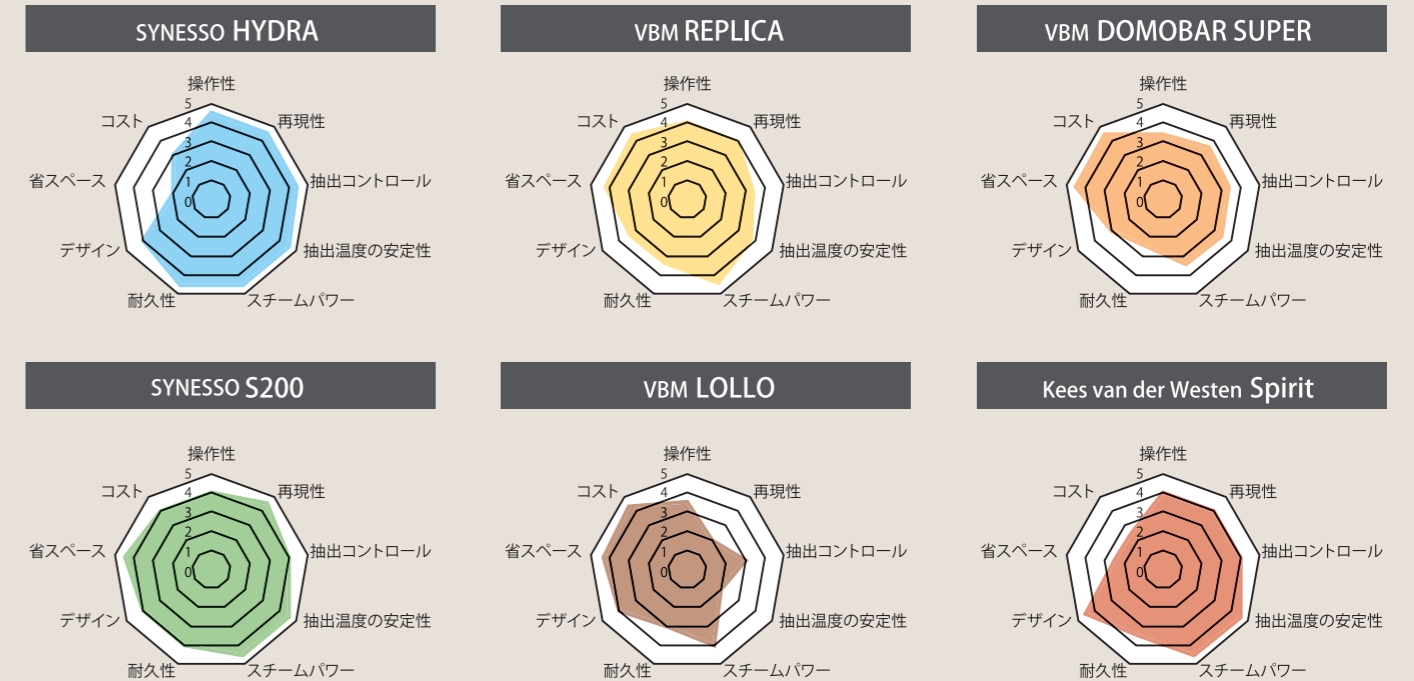 SYNESSO HYDRA
操作性
5
4
3
2
1
0
再現性
抽出コントロール
抽出温度の安定性
スチームパワー
耐久性
デザイン
省スペース
コスト
VBM REPLICA
操作性
5
4
3
2
1
0
再現性
抽出コントロール
抽出温度の安定性
スチームパワー
耐久性
デザイン
省スペース
コスト
VBM DOMOBAR SUPER
操作性
5
4
3
2
1
0
再現性
抽出コントロール
抽出温度の安定性
スチームパワー
耐久性
デザイン
省スペース
コスト
SYNESSO S200
操作性
5
4
3
2
1
0
再現性
抽出コントロール
抽出温度の安定性
スチームパワー
耐久性
デザイン
省スペース
コスト
VBM LOLLO
操作性
5
4
3
2
1
0
再現性
抽出コントロール
抽出温度の安定性
スチームパワー
耐久性
デザイン
省スペース
コスト
Kees van der Westen Spirit
操作性
5
4
3
2
1
0
再現性
抽出コントロール
抽出温度の安定性
スチームパワー
耐久性
デザイン
省スペース
コスト